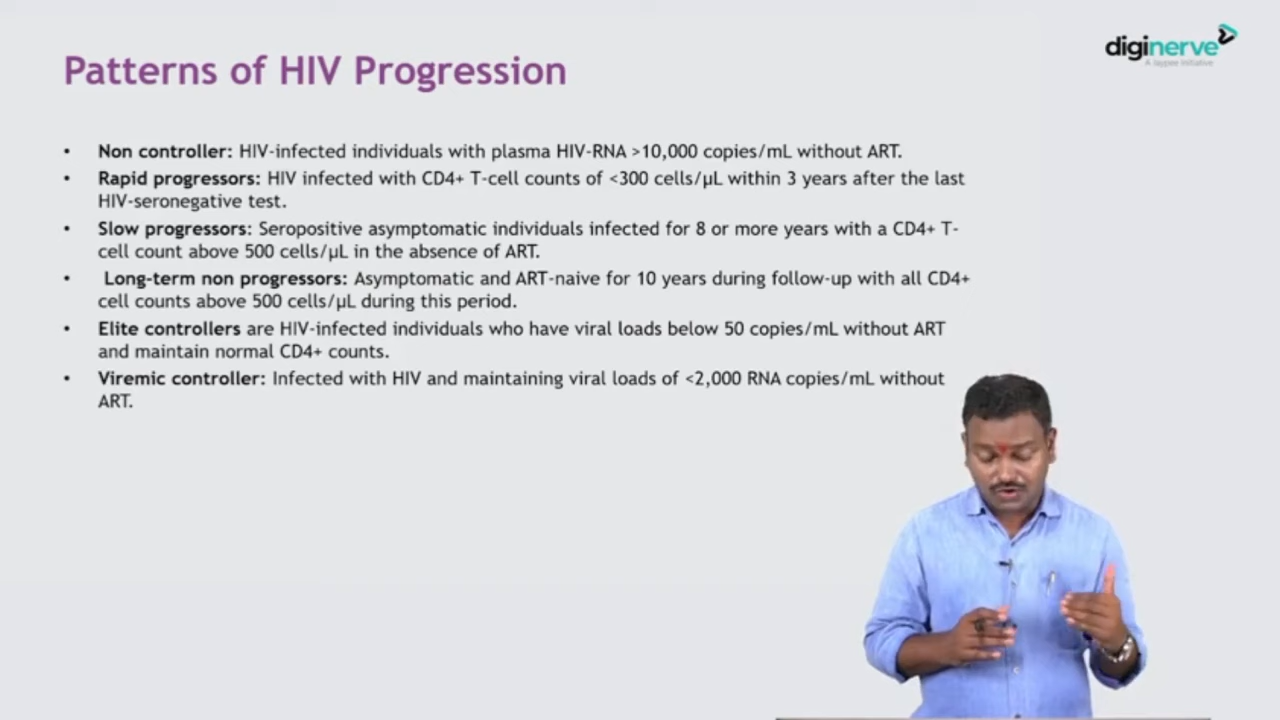 Patterns of HIV Progression
diginerve
A Jaypee Initiative
• Non controller: HIV-infected individuals with plasma HIV-RNA >10,000 copies/mL without ART.
• Rapid progressors: HIV infected with CD4+ T-cell counts of <300 cells/µL within 3 years after the last
HIV-seronegative test.
• Slow progressors: Seropositive asymptomatic individuals infected for 8 or more years with a CD4+ T-
cell count above 500 cells/µL in the absence of ART.
• Long-term non progressors: Asymptomatic and ART-naive for 10 years during follow-up with all CD4+
cell counts above 500 cells/µL during this period.
• Elite controllers are HIV-infected individuals who have viral loads below 50 copies/mL without ART
and maintain normal CD4+ counts.
• Viremic controller: Infected with HIV and maintaining viral loads of <2,000 RNA copies/mL without
ART.